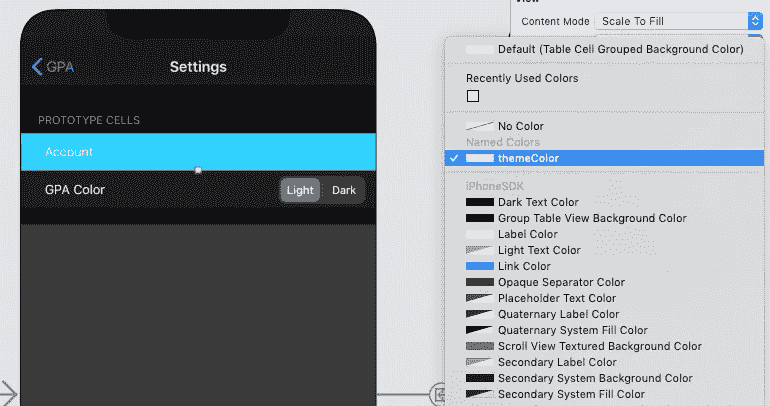 View
Content Mode Scale To Fill
Default (Table Cell Grouped Background Color)
GPA
Settings
Recently Used Colors
PROTOTYPE CELLS
No Color
Named Colors
Account
themeColor
GPA Color Light Dark
iPhoneSDK
Dark Text Color
Group Table View Background Color
Label Color
Light Text Color
Link Color
Opaque Separator Color
Placeholder Text Color
Quaternary Label Color
Quaternary System Fill Color
Scroll View Textured Background Color
Secondary Label Color
Secondary System Background Color
Secondary System Fill Color